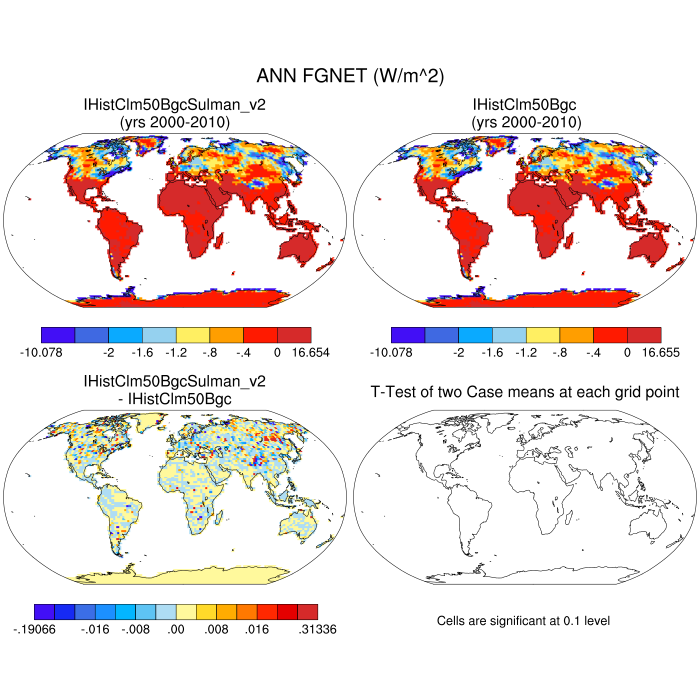 ANN FGNET (W/m^2)
IHistClm50BgcSulman_v2
(yrs 2000-2010)
IHistClm50Bgc
(yrs 2000-2010)
-10.078 -2 -1.6 -1.2 -.8 -.4 0 16.655
-10.078 -2 -1.6 -1.2 -.8 -.4 0 16.655
IHistClm50BgcSulman_v2
- IHistClm50Bgc
T-Test of two Case means at each grid point
-.19066 -.016 -.008 .00 .008 .016 .31336
Cells are significant at 0.1 level